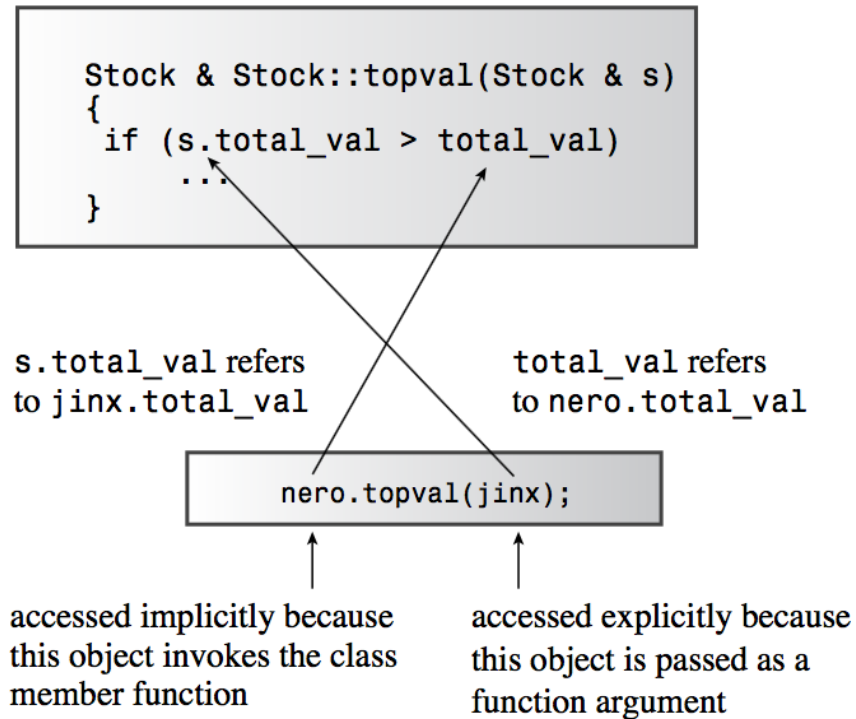 Stock & Stock::topval(Stock & s)
{
if (s.total_val > total_val)
...
}
s.total_val refers
to jinx.total_val
total_val refers
to nero.total_val
nero.topval(jinx);
accessed implicitly because
this object invokes the class
member function
accessed explicitly because
this object is passed as a
function argument